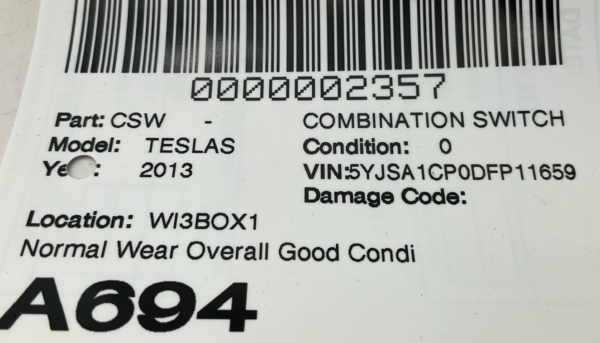 0000002357
Part: CSW - COMBINATION SWITCH
Model: TESLAS Condition: 0
Year: 2013 VIN:5YJSA1CP0DFP11659
Damage Code:
Location: WI3BOX1
Normal Wear Overall Good Condi
A694